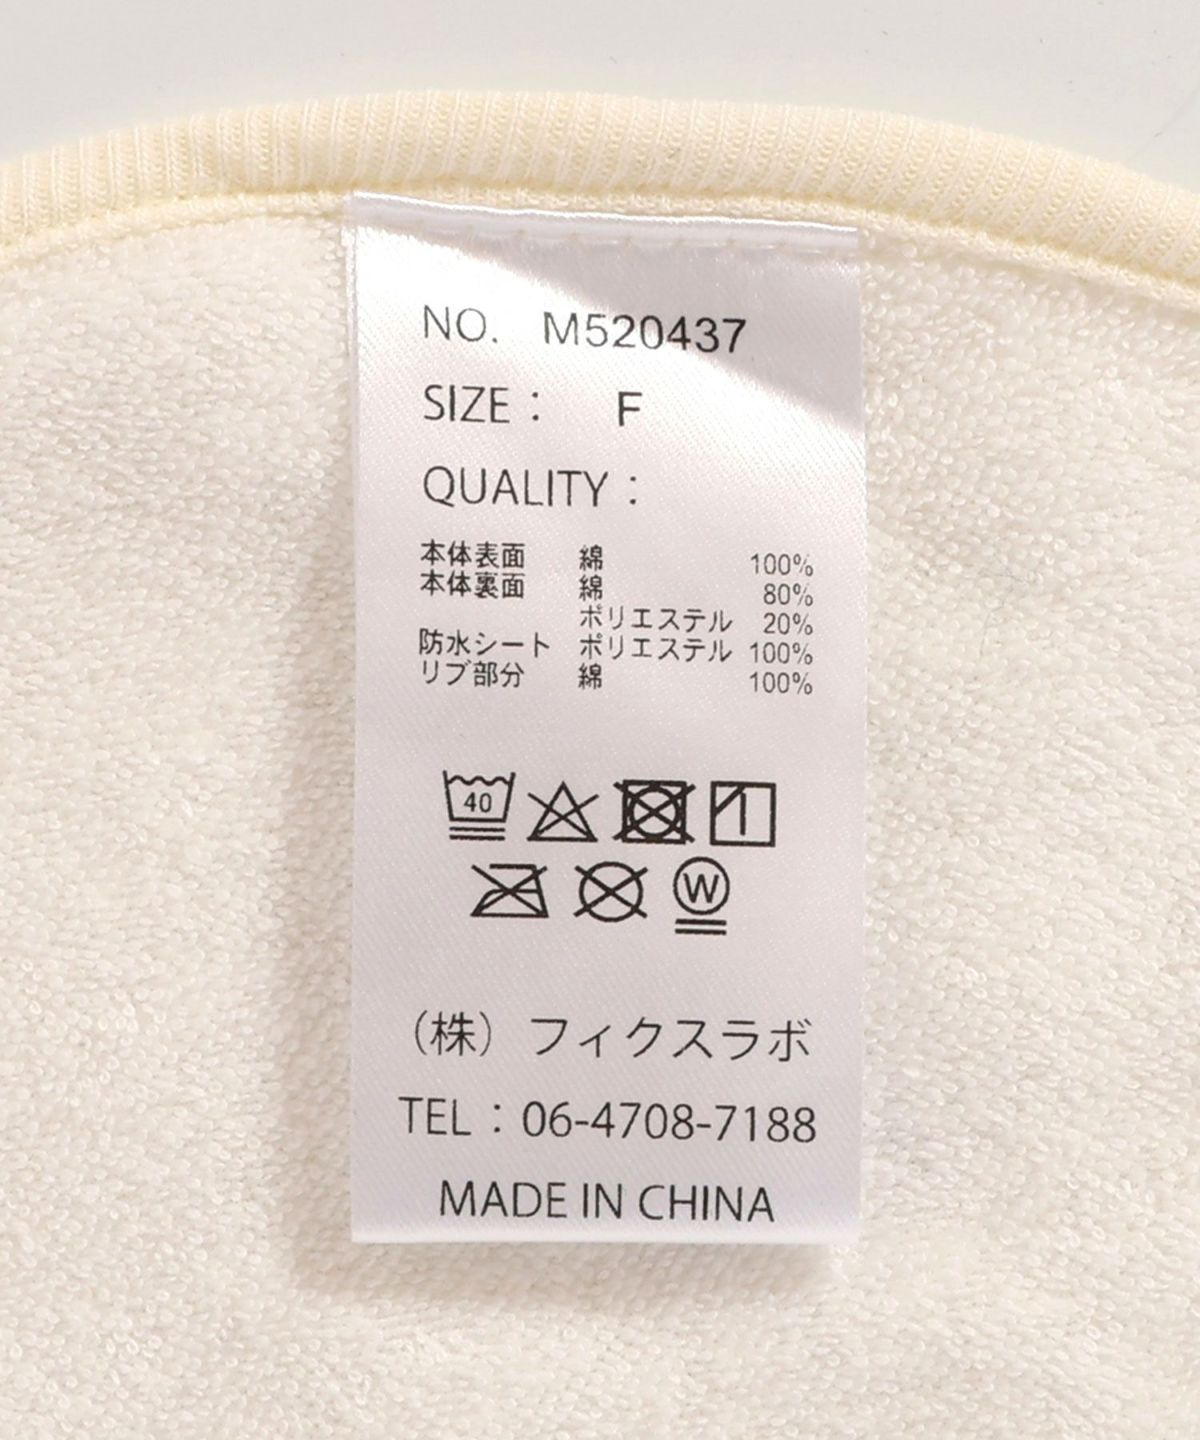 NO. M520437
SIZE： F
QUALITY：
本体表面 綿 100%
本体裏面 綿 80%
ポリエステル 20%
防水シート ポリエステル 100%
リブ部分 綿 100%
40
W
（株）フィクスラボ
TEL：06-4708-7188
MADE IN CHINA